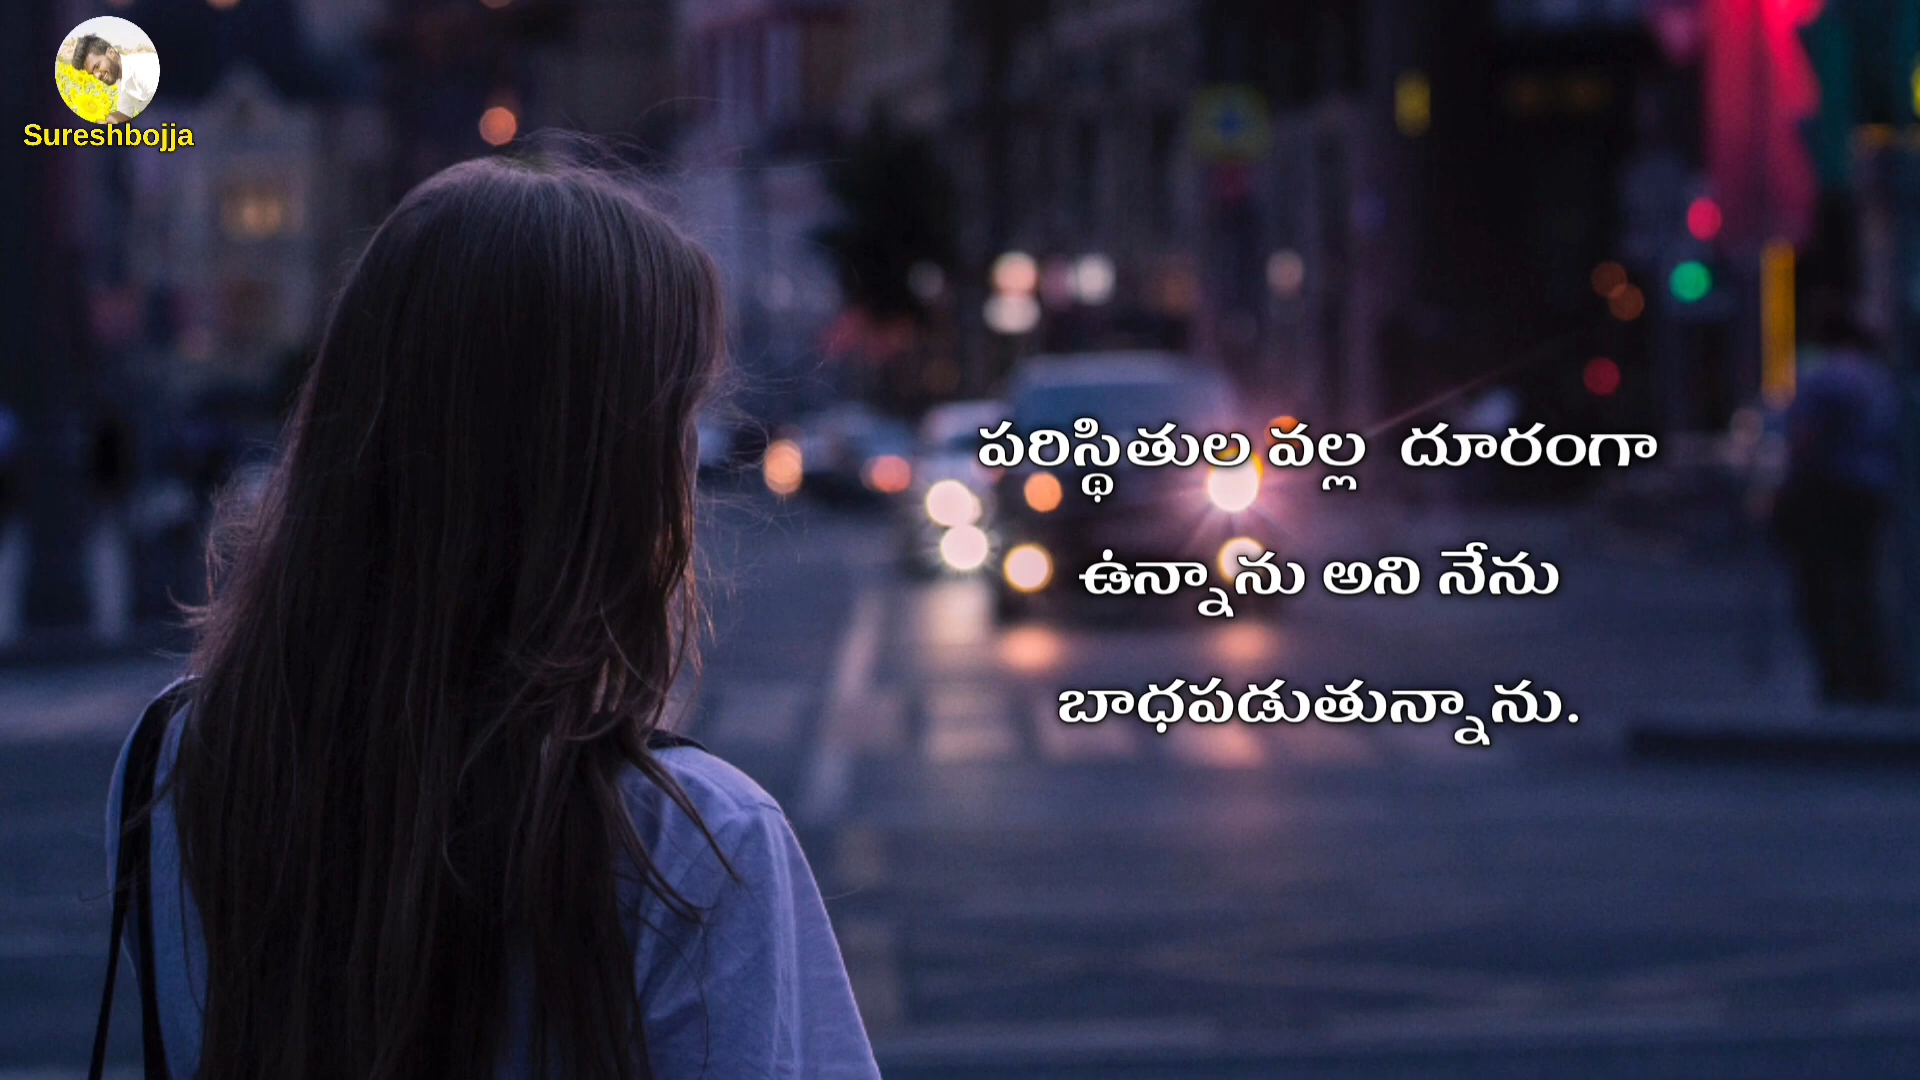 Sureshbojja
పరిస్థితుల వల్ల దూరంగా
ఉన్నాను అని నేను
బాధపడుతున్నాను.